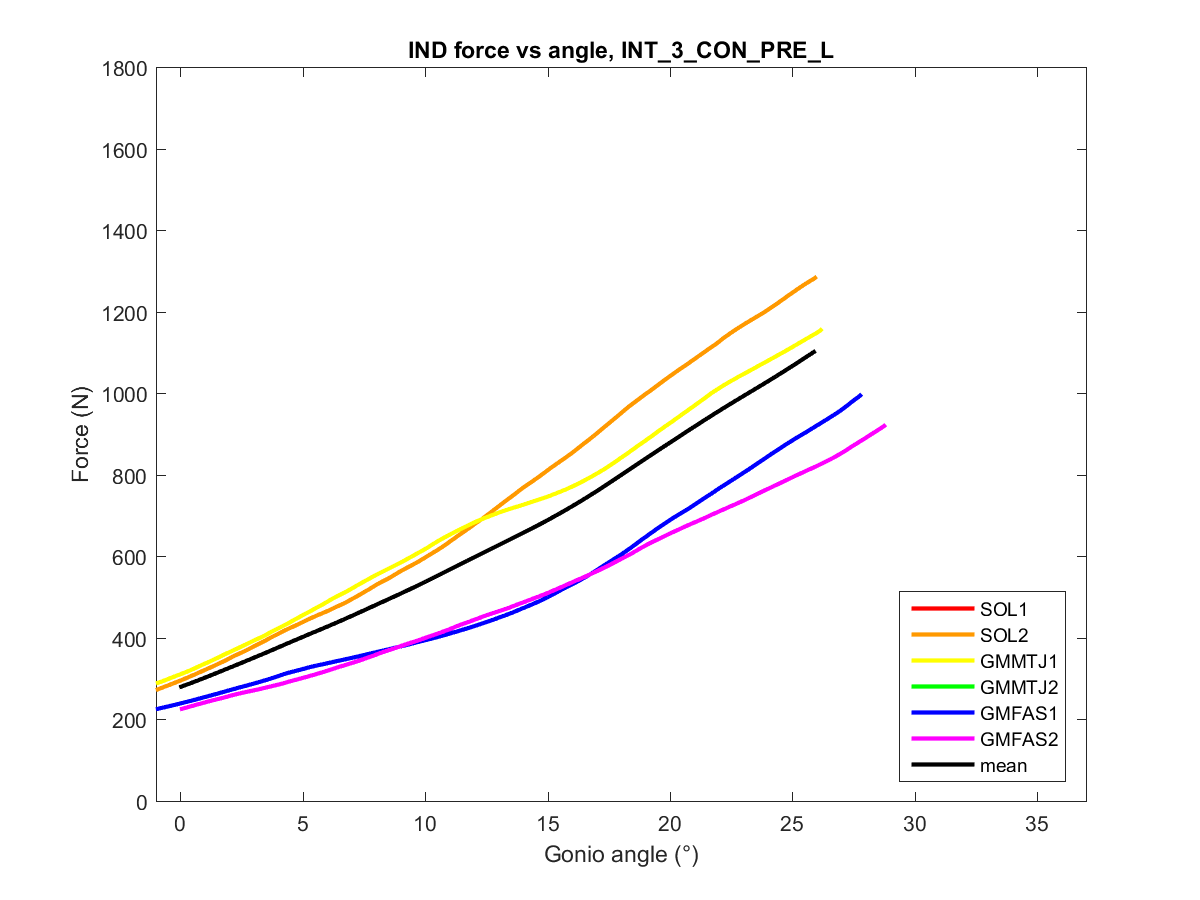 IND force vs angle, INT_3_CON_PRE_L
1800
1600
1400
1200
1000
800
600
400
200
0
Force (N)
0 5 10 15 20 25 30 35
Gonio angle (°)
SOL1
SOL2
GMMTJ1
GMMTJ2
GMFAS1
GMFAS2
mean